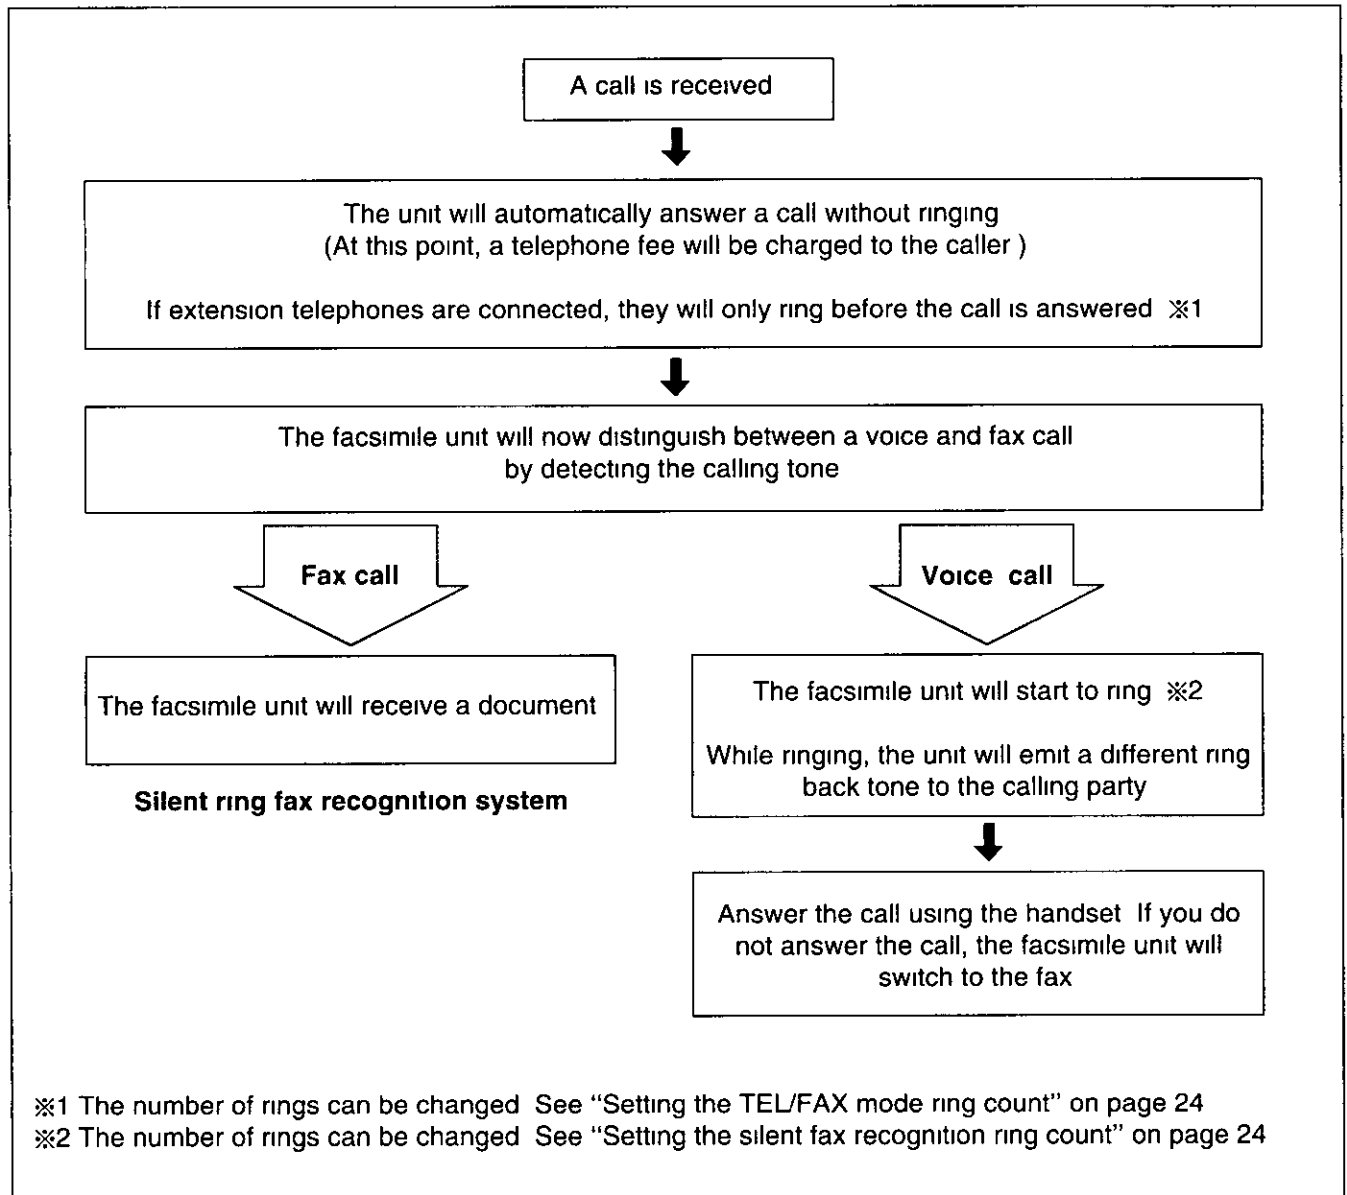 A call is received
The unit will automatically answer a call without ringing
(At this point, a telephone fee will be charged to the caller )
If extension telephones are connected, they will only ring before the call is answered ※1
The facsimile unit will now distinguish between a voice and fax call
by detecting the calling tone
Fax call
Voice call
The facsimile unit will receive a document
Silent ring fax recognition system
The facsimile unit will start to ring ※2
While ringing, the unit will emit a different ring
back tone to the calling party
Answer the call using the handset If you do
not answer the call, the facsimile unit will
switch to the fax
※1 The number of rings can be changed See “Setting the TEL/FAX mode ring count” on page 24
※2 The number of rings can be changed See “Setting the silent fax recognition ring count” on page 24